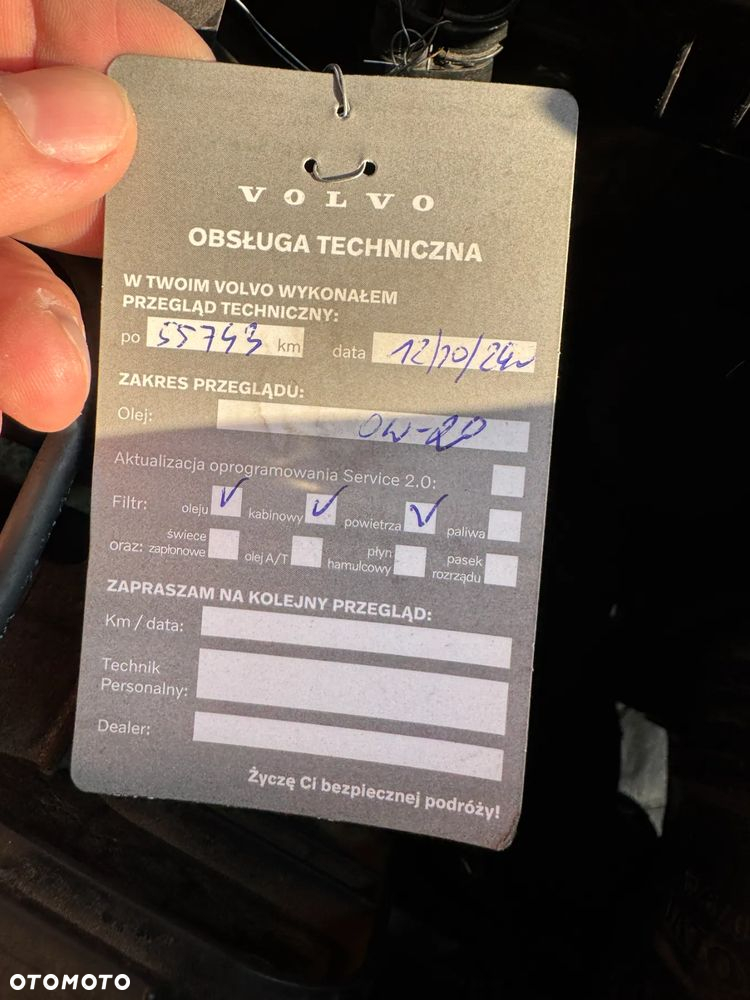 VOLVO
OBSŁUGA TECHNICZNA
W TWOIM VOLVO WYKONAŁEM
PRZEGLĄD TECHNICZNY:
po 55743 km data 12/10/24r
ZAKRES PRZEGLĄDU:
Olej: 0W-20
Aktualizacja oprogramowania Service 2.0:
Filtr: oleju ✓ kabinowy ✓ powietrza ✓ paliwa
oraz: świece zapłonowe olej A/T płyn hamulcowy pasek rozrządu
ZAPRASZAM NA KOLEJNY PRZEGLĄD:
Km / data:
Technik
Personalny:
Dealer:
Życzę Ci bezpiecznej podróży!
OTOMOTO